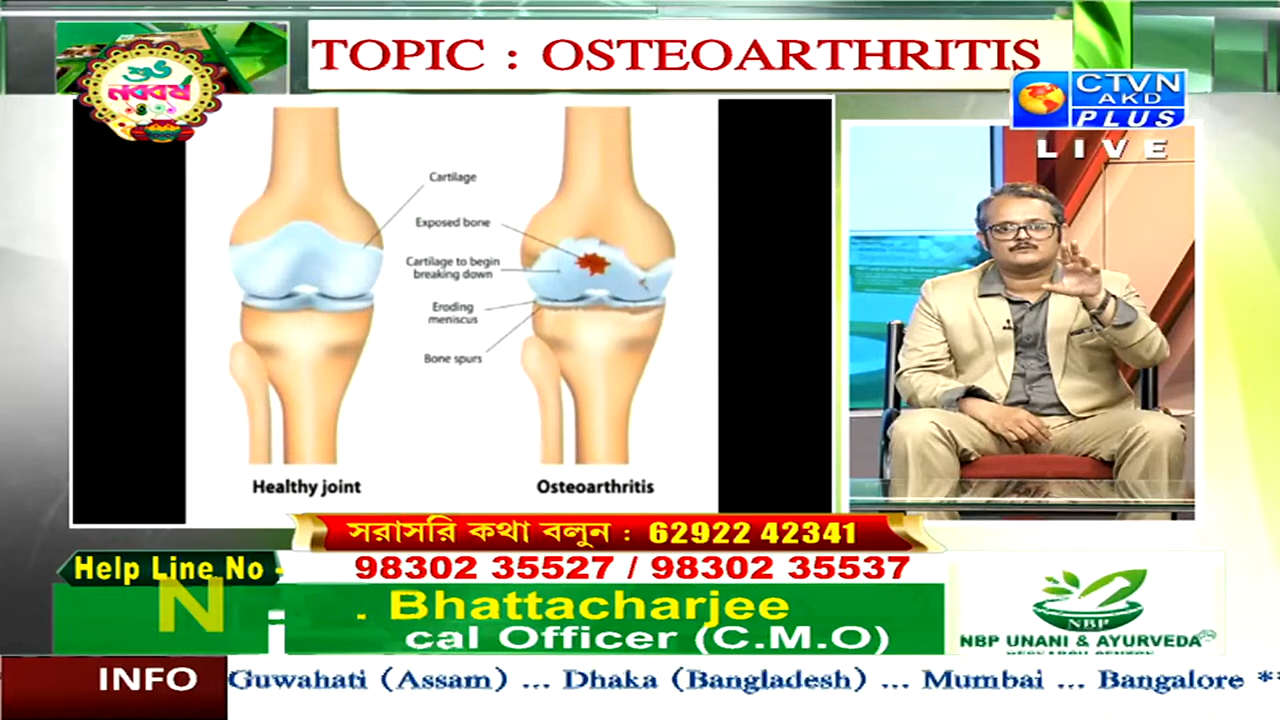 TOPIC : OSTEOARTHRITIS
শুভ
নববর্ষ
CTVN
AKD
PLUS
LIVE
Cartilage
Exposed bone
Cartilage to begin
breaking down
Eroding
meniscus
Bone spurs
Healthy joint
Osteoarthritis
সরাসরি কথা বলুন : 62922 42341
Help Line No -
98302 35527 / 98302 35537
N . Bhattacharjee
i cal Officer (C.M.O)
NBP
NBP UNANI & AYURVEDA
INFO
Guwahati (Assam) ... Dhaka (Bangladesh) ... Mumbai ... Bangalore **